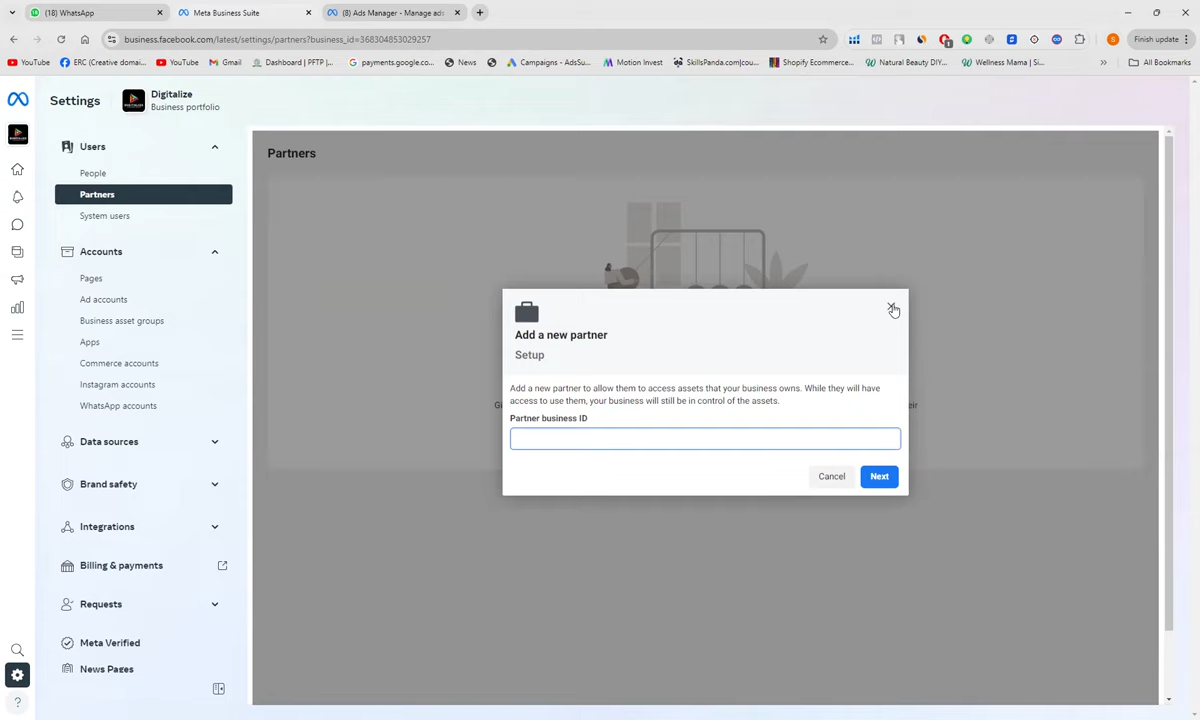 (18) WhatsApp
Meta Business Suite
(8) Ads Manager - Manage ads
business.facebook.com/latest/settings/partners?business_id=368304853029257
Finish update
YouTube
ERC (Creative domai...
YouTube
Gmail
Dashboard | PFTP |...
payments.google.co...
News
Campaigns - AdsSu...
Motion Invest
SkillsPanda.com|cou...
Shopify Ecommerce...
Natural Beauty DIY...
Wellness Mama | Si...
All Bookmarks
Settings
Digitalize
Business portfolio
Users
People
Partners
System users
Accounts
Pages
Ad accounts
Business asset groups
Apps
Commerce accounts
Instagram accounts
WhatsApp accounts
Data sources
Brand safety
Integrations
Billing & payments
Requests
Meta Verified
News Pages
Partners
Add a new partner
Setup
Add a new partner to allow them to access assets that your business owns. While they will have
access to use them, your business will still be in control of the assets.
Partner business ID
Cancel
Next